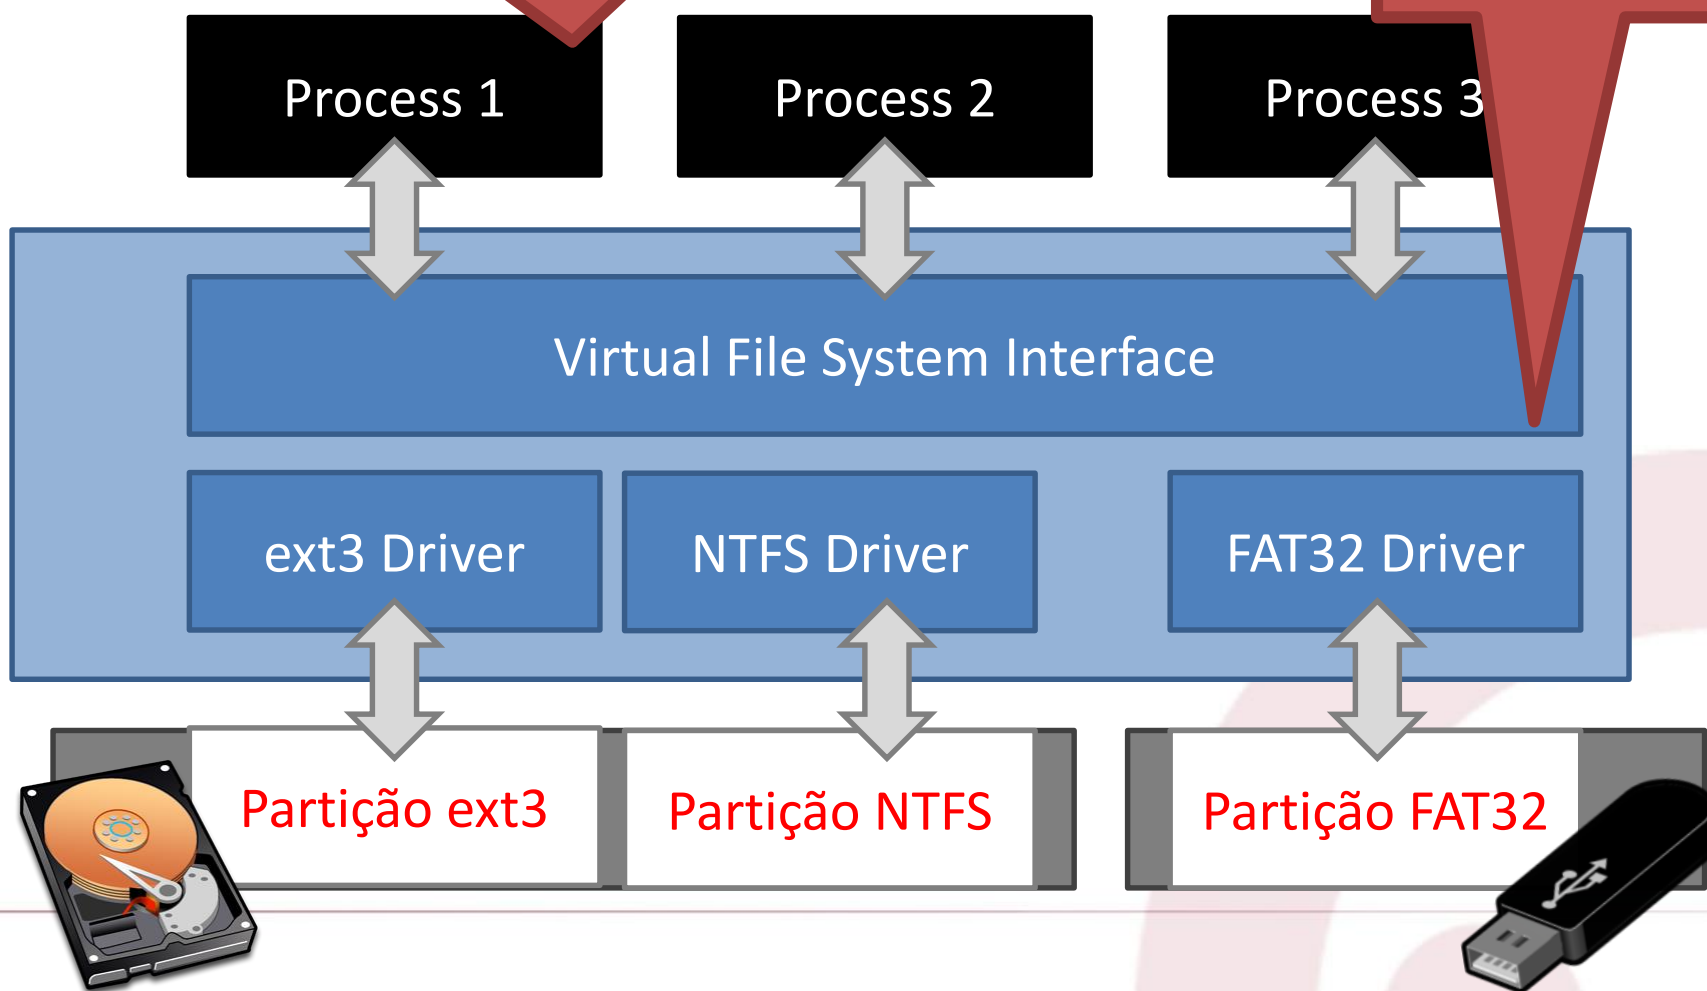 Process 1
Process 2
Process 3
Virtual File System Interface
ext3 Driver
NTFS Driver
FAT32 Driver
Partição ext3
Partição NTFS
Partição FAT32